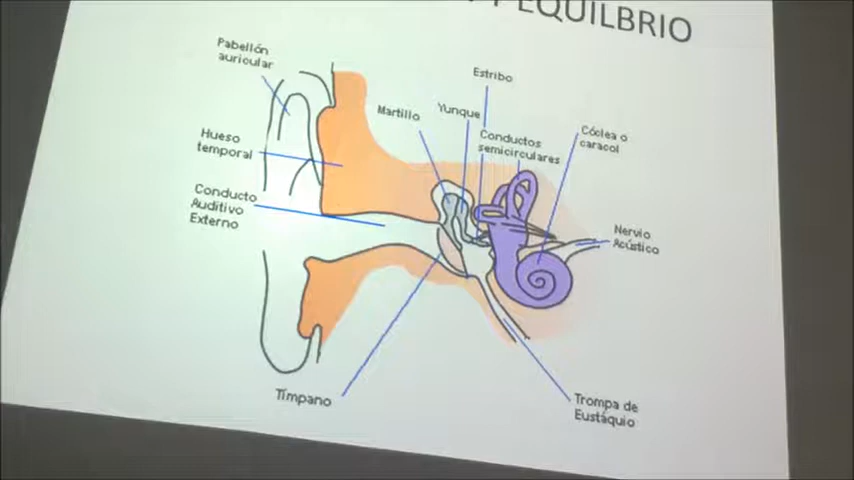 EQUILBRIO
Pabellón
auricular
Estribo
Martillo
Yunque
Conductos
semicirculares
Cóclea o
caracol
Hueso
temporal
Conducto
Auditivo
Externo
Nervio
Acústico
Tímpano
Trompa de
Eustáquio